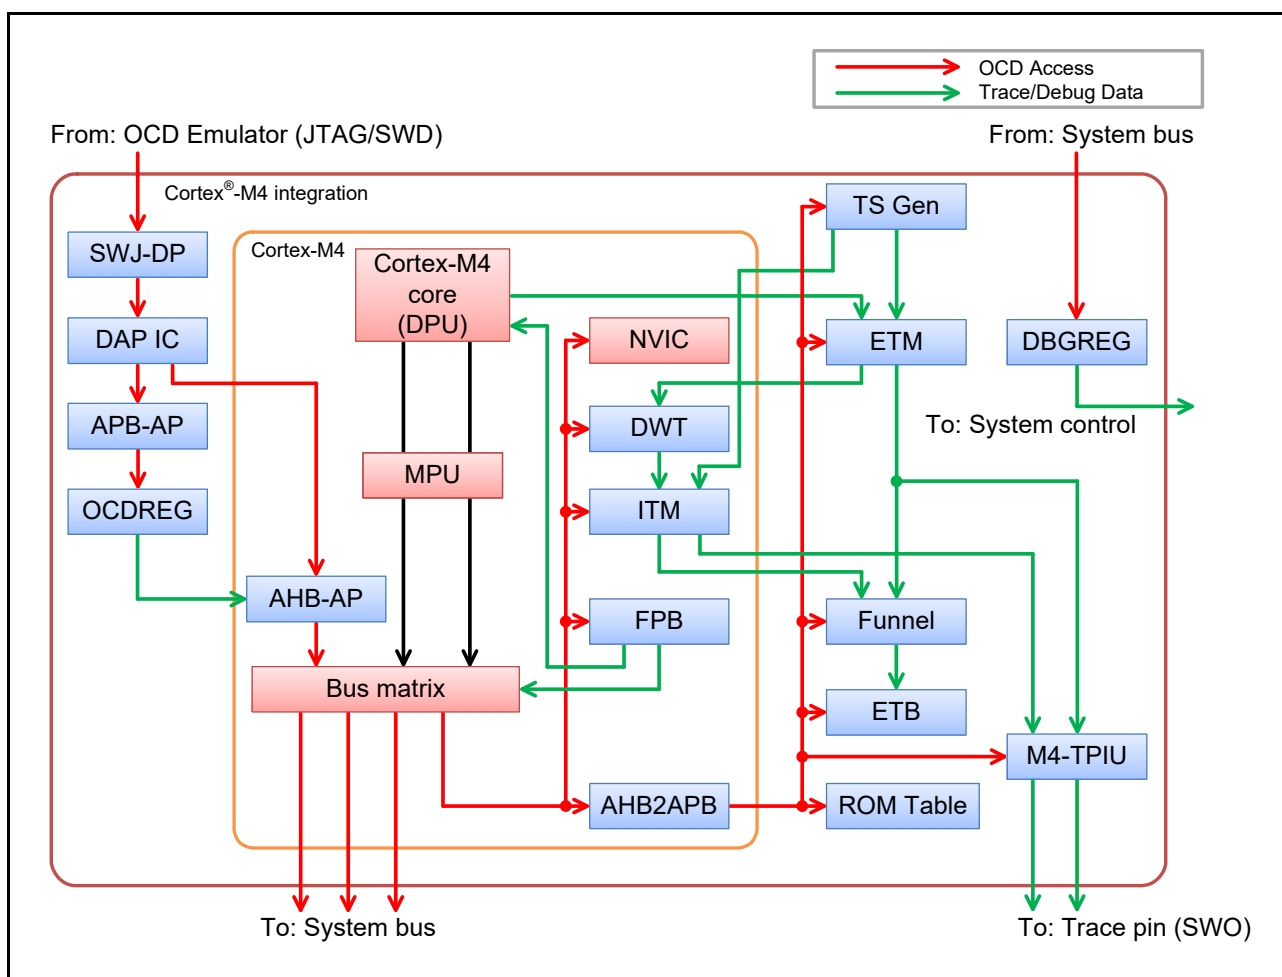 OCD Access
Trace/Debug Data
From: OCD Emulator (JTAG/SWD)
From: System bus
Cortex®-M4 integration
TS Gen
SWJ-DP
Cortex-M4
Cortex-M4
core
(DPU)
DAP IC
NVIC
ETM
DBGREG
APB-AP
DWT
To: System control
MPU
OCDREG
ITM
AHB-AP
FPB
Funnel
Bus matrix
ETB
M4-TPIU
AHB2APB
ROM Table
To: System bus
To: Trace pin (SWO)